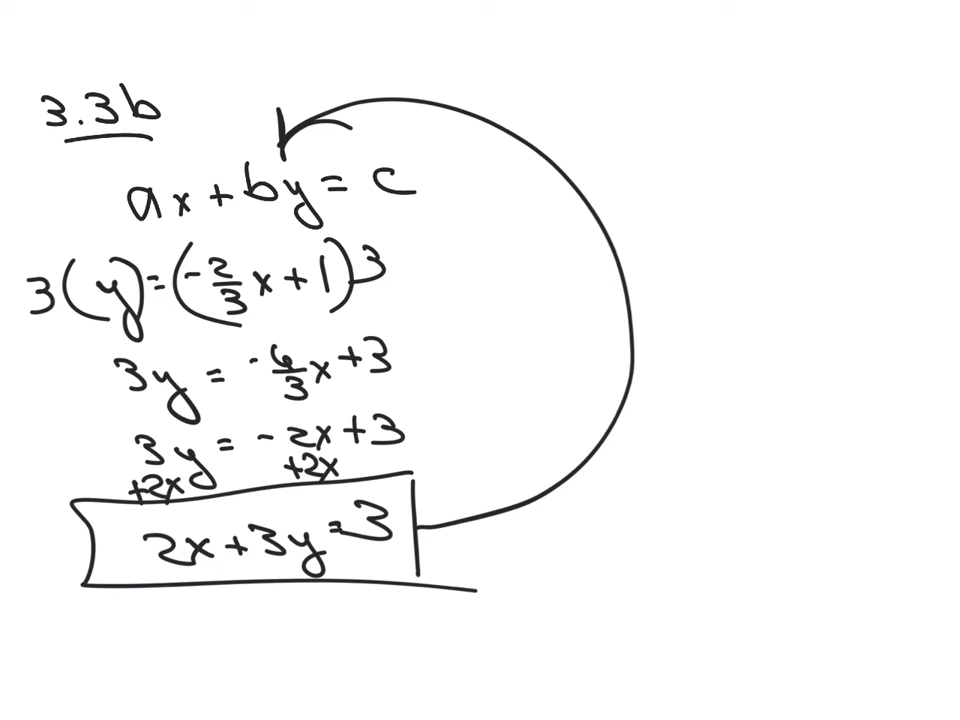 3.3b
ax + by = c
3(y) = (-2/3x + 1)3
3y = -6/3x + 3
3y = -2x + 3
+2x +2x
2x + 3y = 3